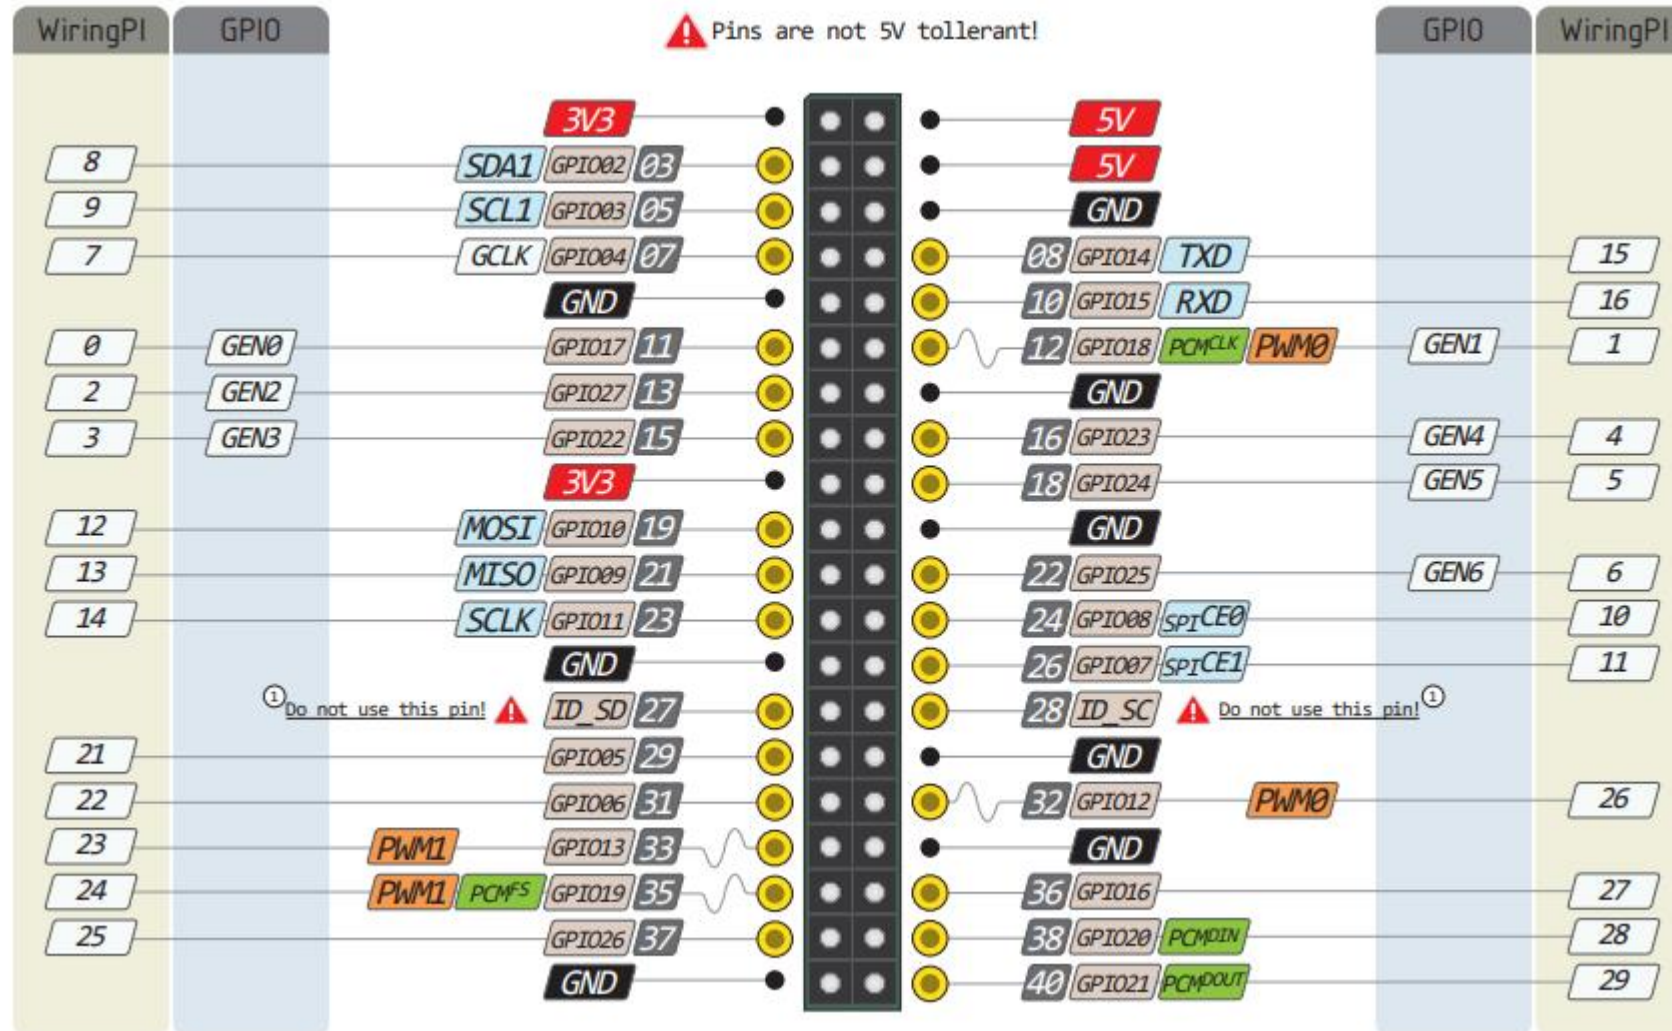 WiringPI GPIO ⚠ Pins are not 5V tollerant! GPIO WiringPI
3V3 5V
8 SDA1 GPIO02 03 5V
9 SCL1 GPIO03 05 GND
7 GCLK GPIO04 07 08 GPIO14 TXD 15
GND 10 GPIO15 RXD 16
0 GEN0 GPIO17 11 12 GPIO18 PCMCLK PWM0 GEN1 1
2 GEN2 GPIO27 13 GND
3 GEN3 GPIO22 15 16 GPIO23 GEN4 4
3V3 18 GPIO24 GEN5 5
12 MOSI GPIO10 19 GND
13 MISO GPIO09 21 22 GPIO25 GEN6 6
14 SCLK GPIO11 23 24 GPIO08 SPICE0 10
GND 26 GPIO07 SPICE1 11
① Do not use this pin! ID_SD 27 28 ID_SC Do not use this pin! ①
21 GPIO05 29 GND
22 GPIO06 31 32 GPIO12 PWM0 26
23 PWM1 GPIO13 33 GND
24 PWM1 PCMFS GPIO19 35 36 GPIO16 27
25 GPIO26 37 38 GPIO20 PCMDIN 28
GND 40 GPIO21 PCMDOUT 29